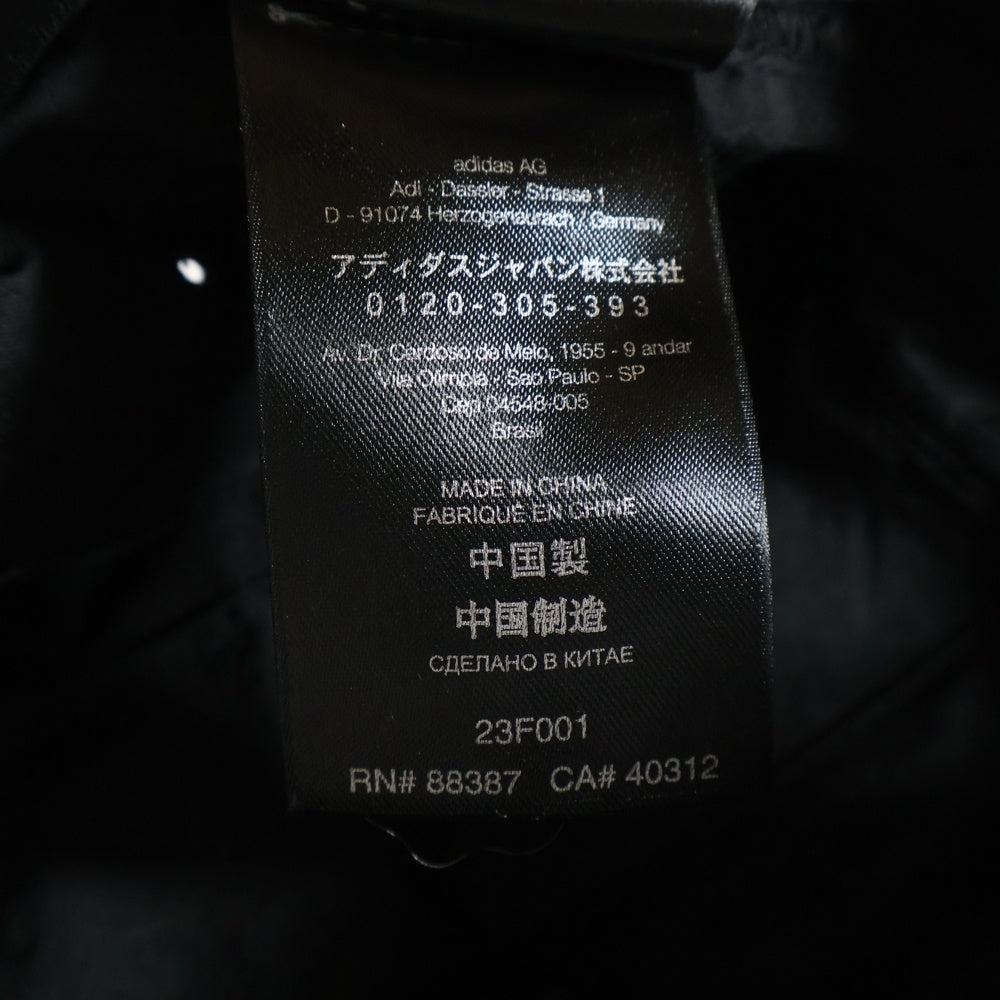 adidas AG
Adi - Dassler - Strasse 1
D - 91074 Herzogenaurach / Germany
アディダスジャパン株式会社
0120-305-393
Av. Dr. Cardoso de Melo, 1955 - 9 andar
Vila Olimpia - Sao Paulo - SP
Cep 04548-005
Brasil
MADE IN CHINA
FABRIQUE EN CHINE
中国製
中国制造
СДЕЛАНО В КИТАЕ
23F001
RN# 88387 CA# 40312